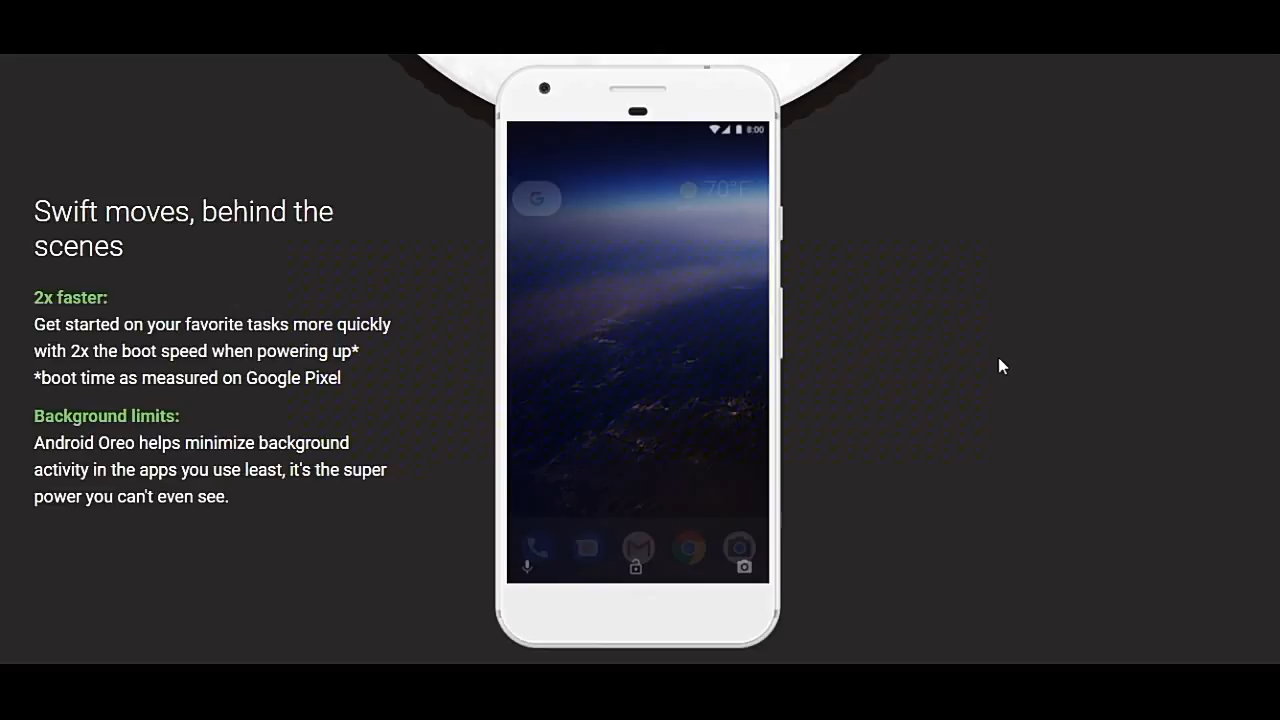 8:00
G
70°F
Swift moves, behind the
scenes
2x faster:
Get started on your favorite tasks more quickly
with 2x the boot speed when powering up*
*boot time as measured on Google Pixel
Background limits:
Android Oreo helps minimize background
activity in the apps you use least, it's the super
power you can't even see.